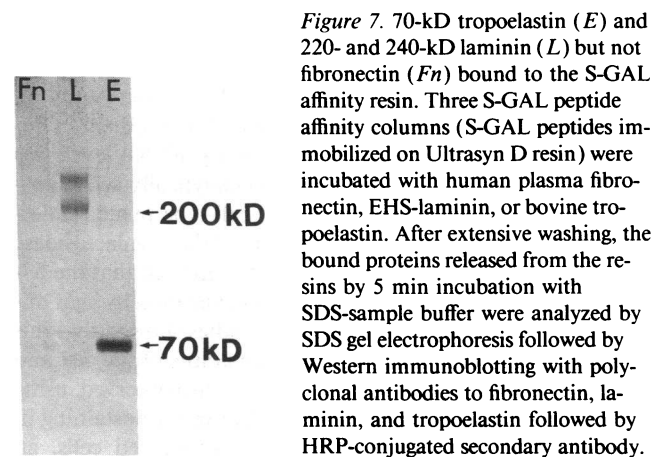 Fn L E
200kD
70kD
Figure 7. 70-kD tropoelastin (E) and
220- and 240-kD laminin (L) but not
fibronectin (Fn) bound to the S-GAL
affinity resin. Three S-GAL peptide
affinity columns (S-GAL peptides im-
mobilized on Ultrasyn D resin) were
incubated with human plasma fibro-
nectin, EHS-laminin, or bovine tro-
poelastin. After extensive washing, the
bound proteins released from the re-
sins by 5 min incubation with
SDS-sample buffer were analyzed by
SDS gel electrophoresis followed by
Western immunoblotting with poly-
clonal antibodies to fibronectin, la-
minin, and tropoelastin followed by
HRP-conjugated secondary antibody.